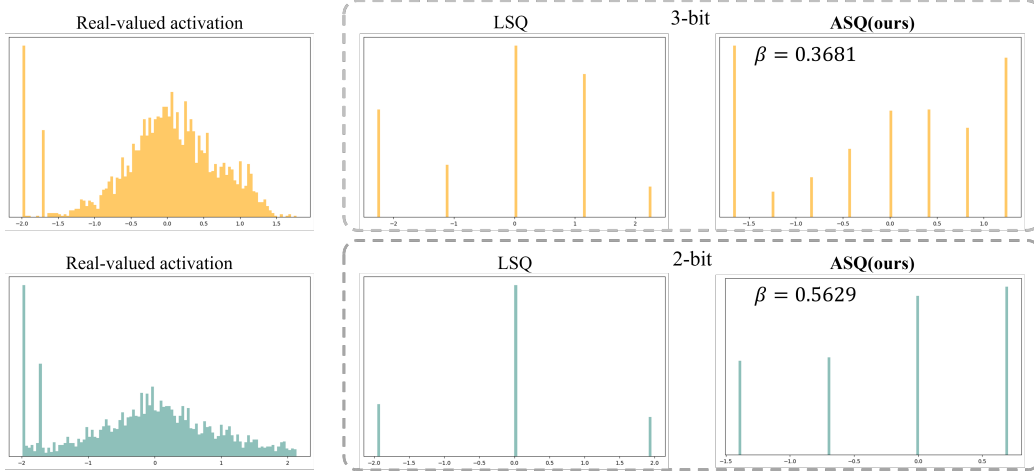 Real-valued activation
LSQ
3-bit
ASQ(ours)
β = 0.3681
−2.0 −1.5 −1.0 −0.5 0.0 0.5 1.0 1.5
−2 −1 0 1 2
−1.5 −1.0 −0.5 0.0 0.5 1.0
Real-valued activation
LSQ
2-bit
ASQ(ours)
β = 0.5629
−2 −1 0 1 2
−2.0 −1.5 −1.0 −0.5 0.0 0.5 1.0 1.5 2.0
−1.5 −1.0 −0.5 0.0 0.5